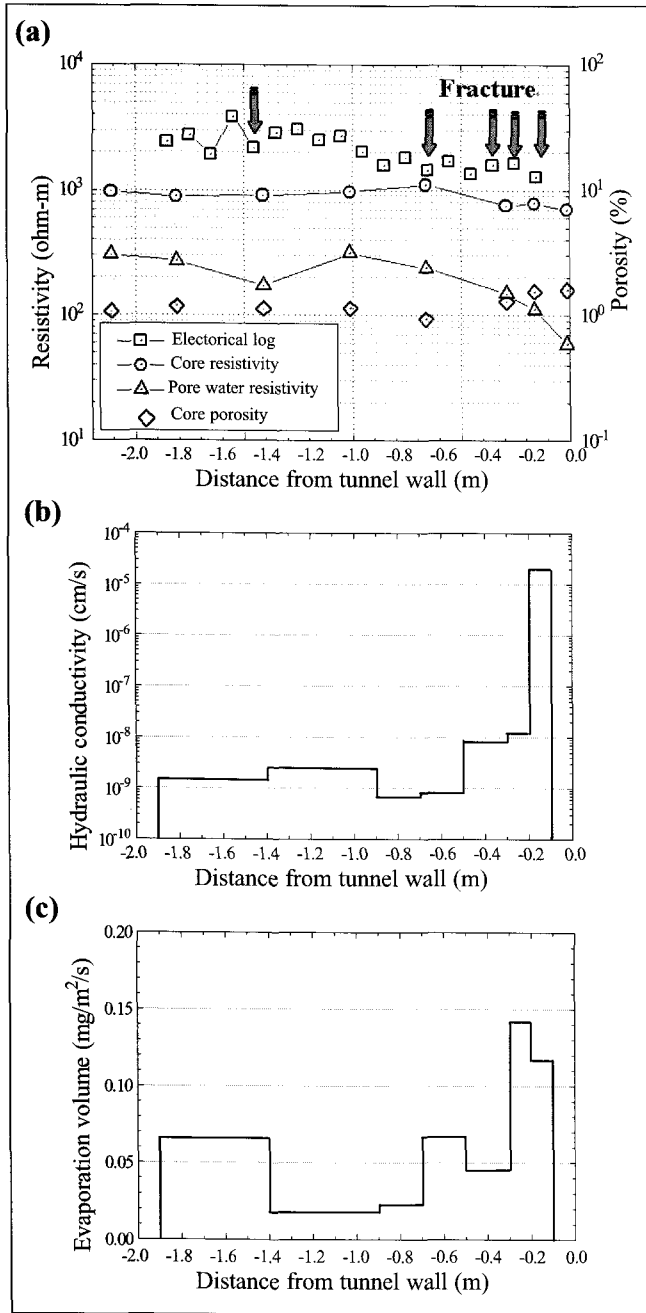 (a)
Fracture
10^4
10^3
10^2
10^1
Resistivity (ohm-m)
10^2
10^1
10^0
10^-1
Porosity (%)
Electorical log
Core resistivity
Pore water resistivity
Core porosity
-2.0 -1.8 -1.6 -1.4 -1.2 -1.0 -0.8 -0.6 -0.4 -0.2 0.0
Distance from tunnel wall (m)
(b)
10^-4
10^-5
10^-6
10^-7
10^-8
10^-9
10^-10
Hydraulic conductivity (cm/s)
-2.0 -1.8 -1.6 -1.4 -1.2 -1.0 -0.8 -0.6 -0.4 -0.2 0.0
Distance from tunnel wall (m)
(c)
0.20
0.15
0.10
0.05
0.00
Evaporation volume (mg/m^2/s)
-2.0 -1.8 -1.6 -1.4 -1.2 -1.0 -0.8 -0.6 -0.4 -0.2 0.0
Distance from tunnel wall (m)